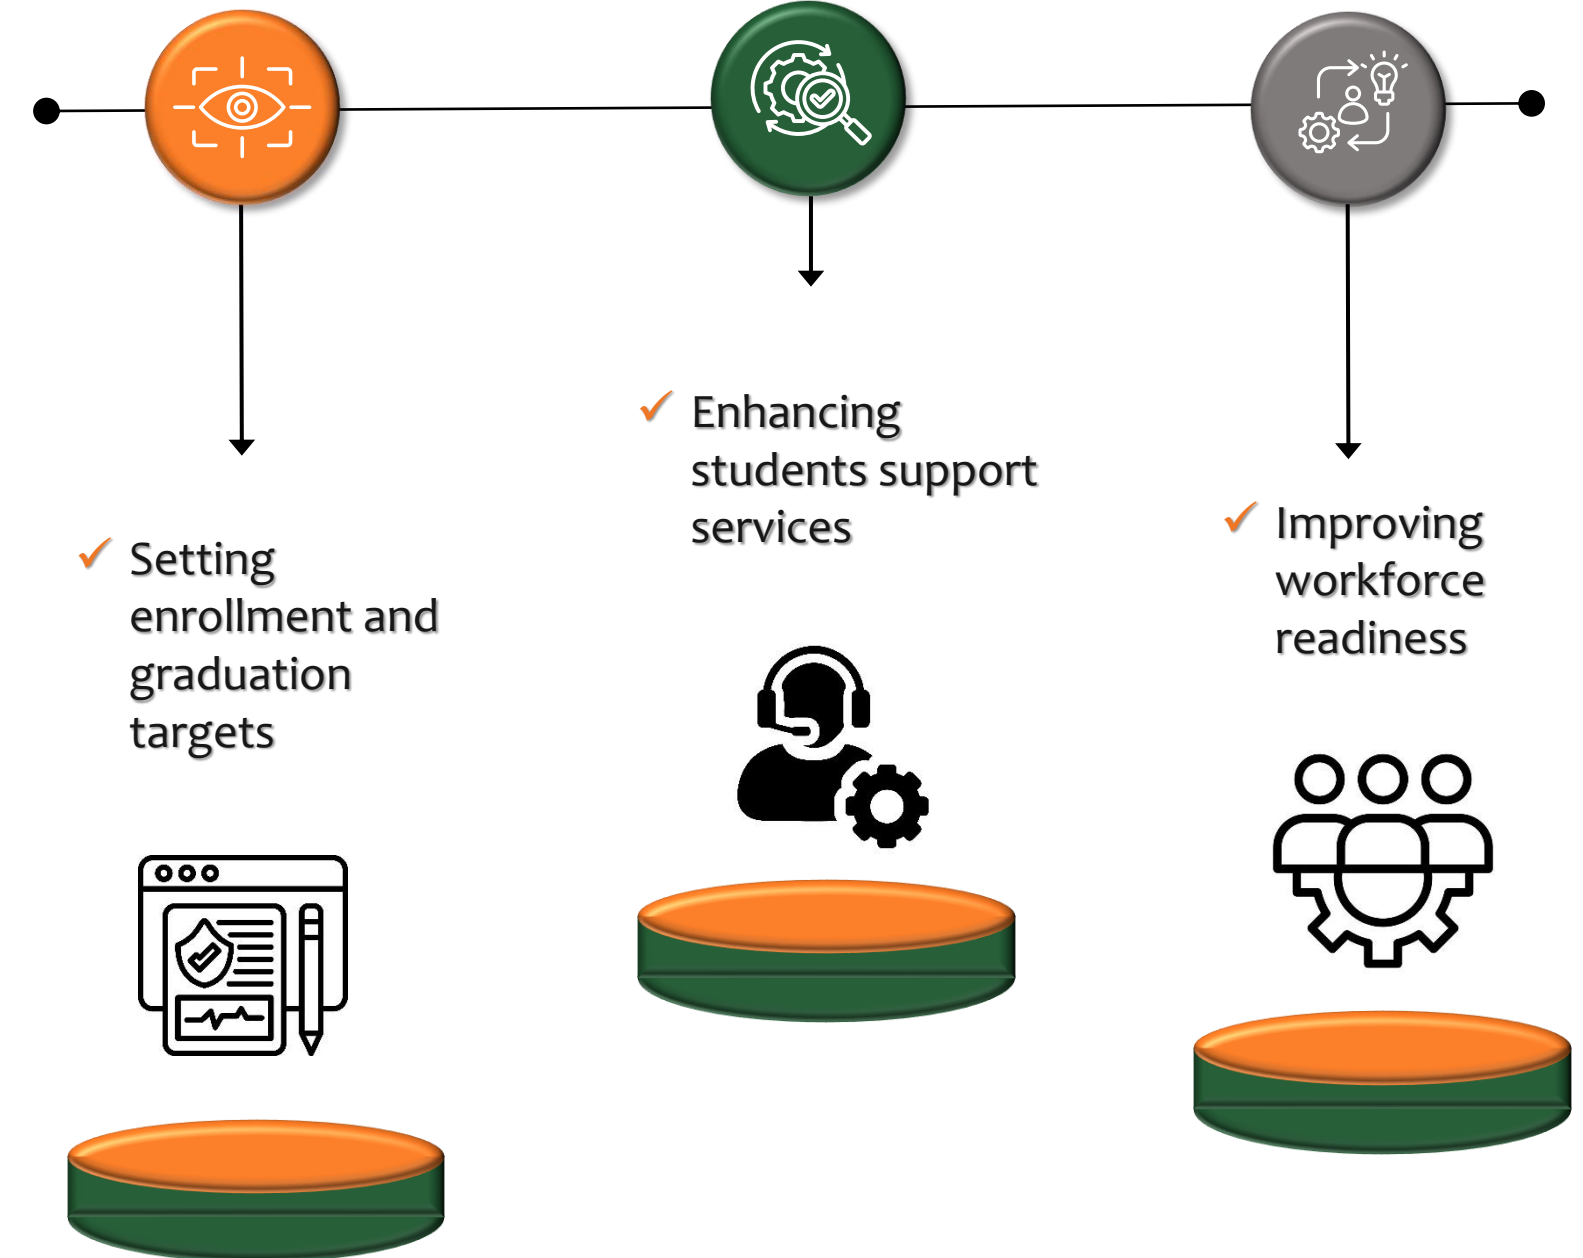 Setting
enrollment and
graduation
targets
Enhancing
students support
services
Improving
workforce
readiness